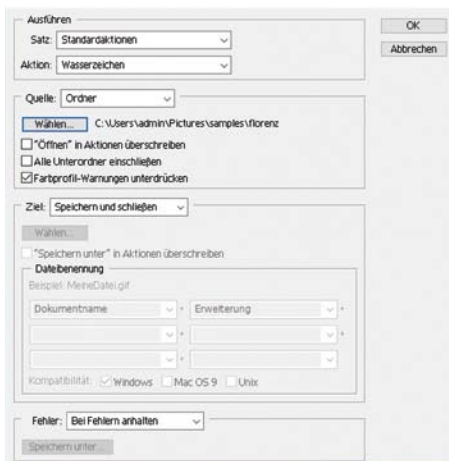 Ausführen
Satz: Standardaktionen
Aktion: Wasserzeichen
OK
Abbrechen
Quelle: Ordner
Wählen... C:\Users\admin\Pictures\samples\florenz
"Öffnen" in Aktionen überschreiben
Alle Unterordner einschließen
Farbprofil-Warnungen unterdrücken
Ziel: Speichern und schließen
Wählen...
"Speichern unter" in Aktionen überschreiben
Dateibenennung
Beispiel: MeineDatei.gif
Dokumentname + Erweiterung +
+ +
+
Kompatibilität: Windows Mac OS 9 Unix
Fehler: Bei Fehlern anhalten
Speichern unter...